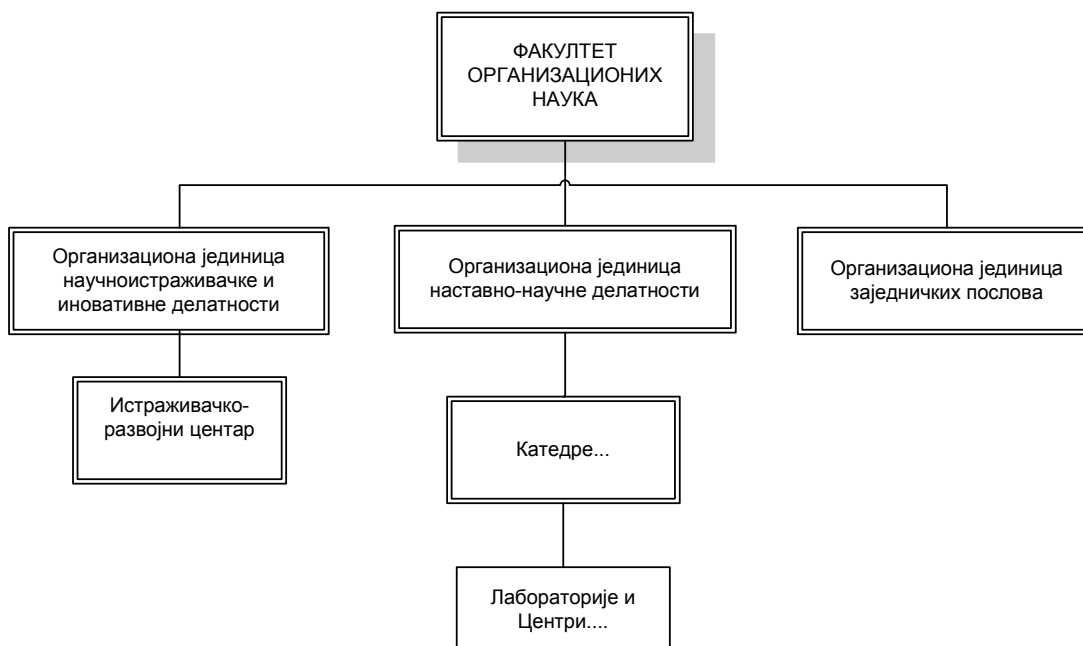 ФАКУЛТЕТ
ОРГАНИЗАЦИОНИХ
НАУКА
Организациона јединица
научноистраживачке и
иновативне делатности
Организациона јединица
наставно-научне делатности
Организациона јединица
заједничких послова
Истраживачко-
развојни центар
Катедре...
Лабораторије и
Центри....